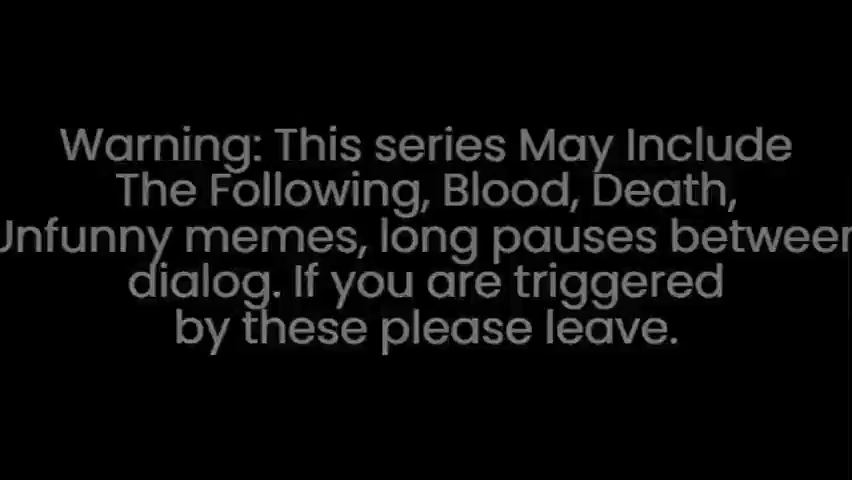 Warning: This series May Include
The Following, Blood, Death,
Unfunny memes, long pauses between
dialog. If you are triggered
by these please leave.